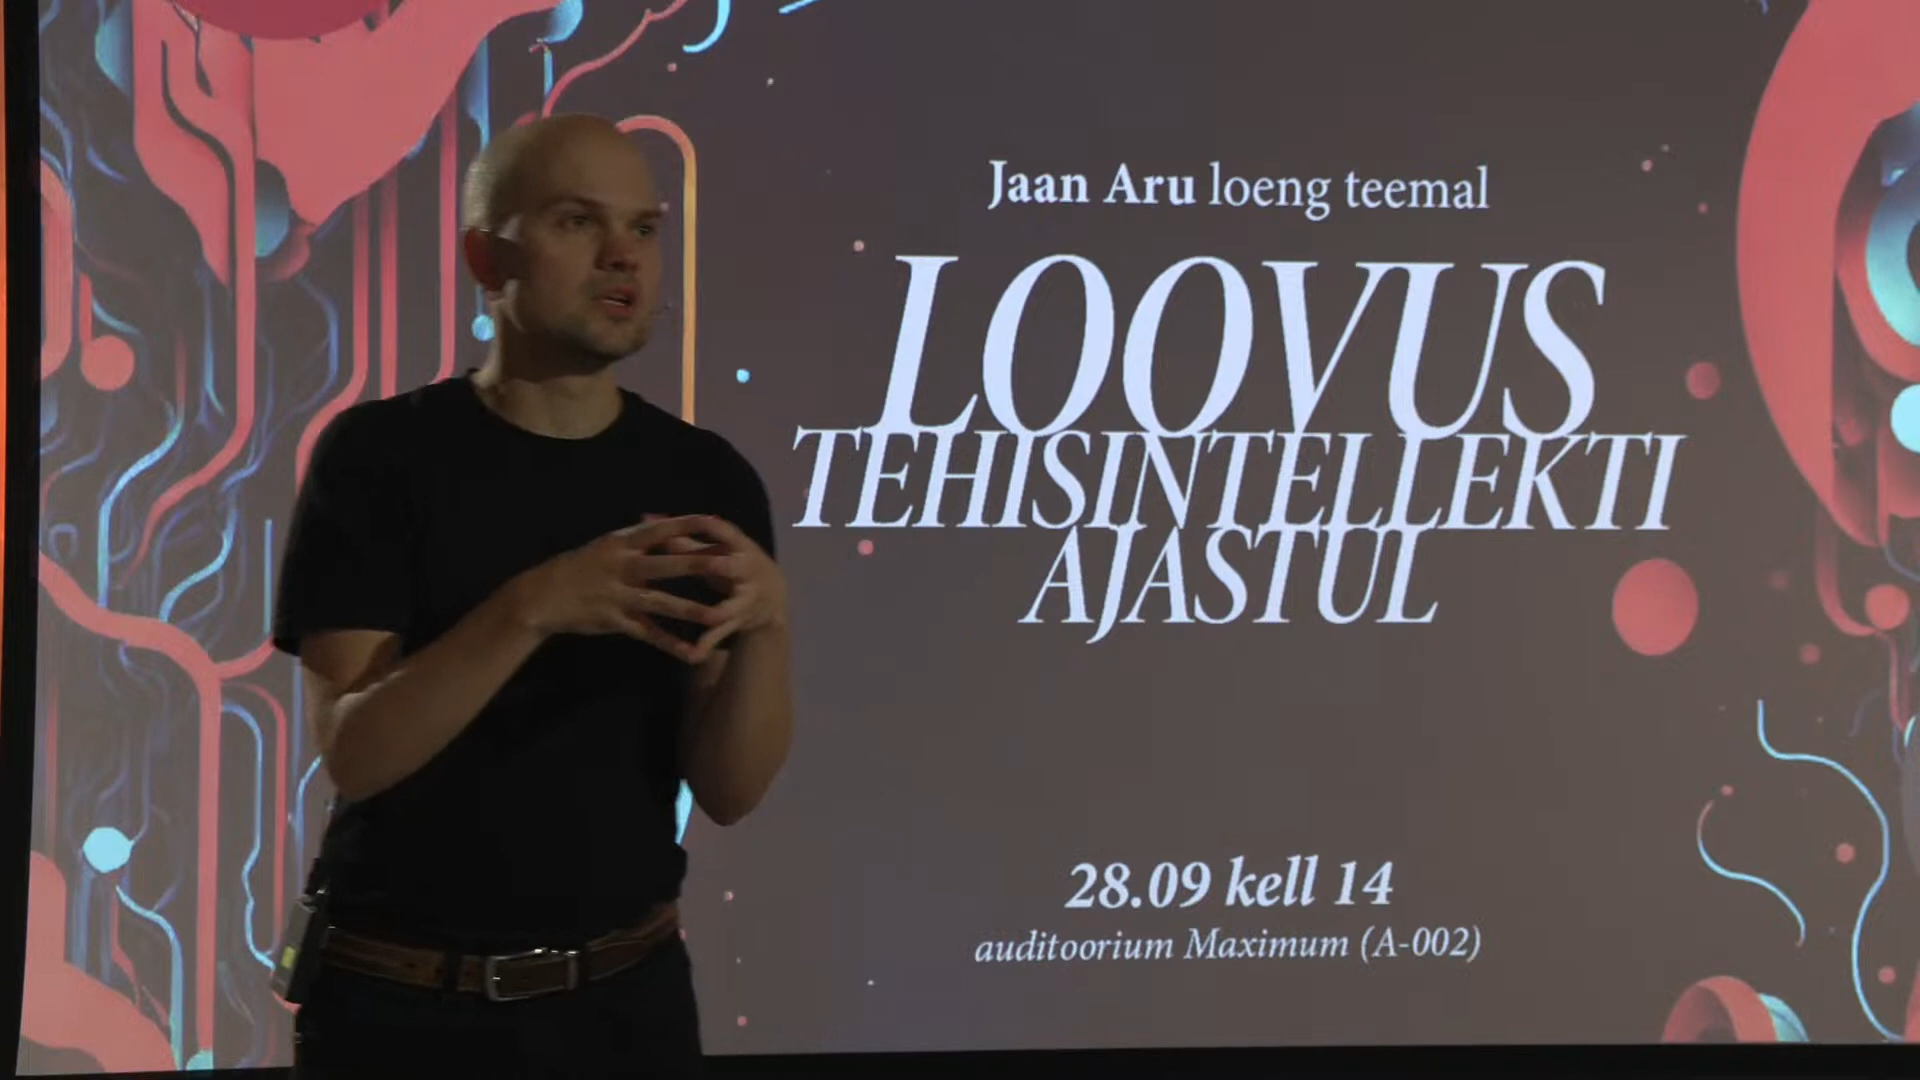 Jaan Aru loeng teemal
LOOVUS
TEHISINTELLEKTI
AJASTUL
28.09 kell 14
auditoorium Maximum (A-002)